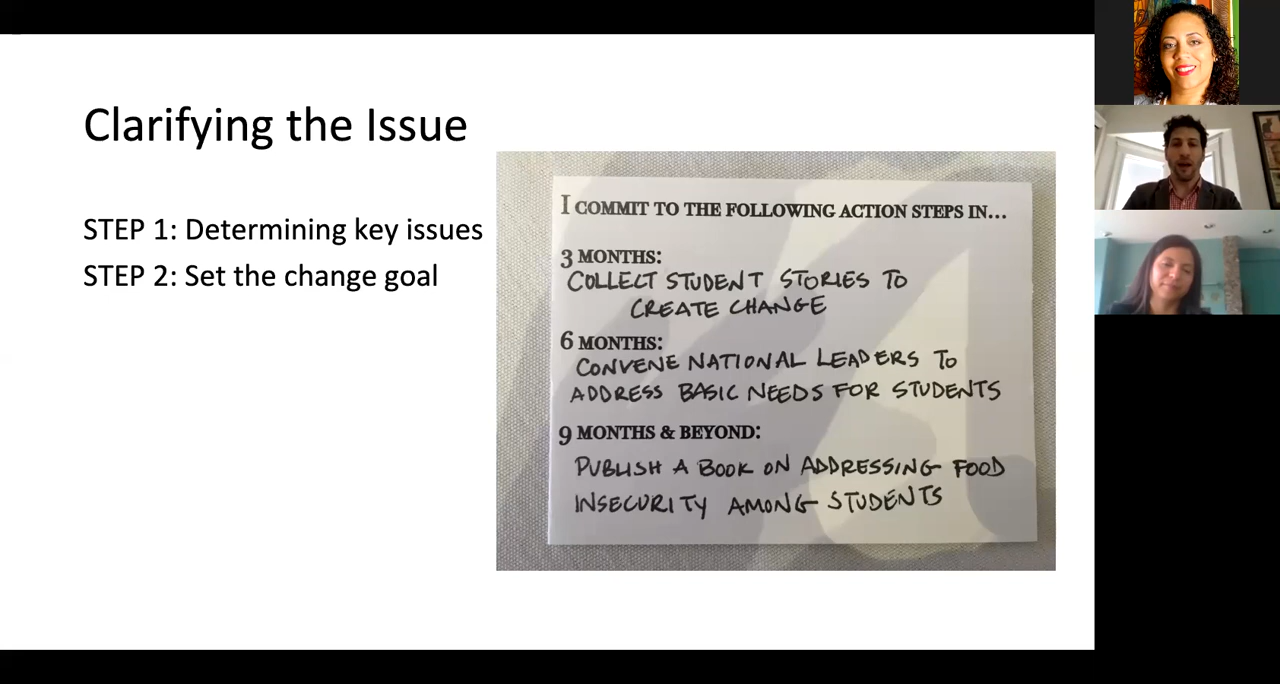 Clarifying the Issue
STEP 1: Determining key issues
STEP 2: Set the change goal
I COMMIT TO THE FOLLOWING ACTION STEPS IN...
3 MONTHS:
COLLECT STUDENT STORIES TO
CREATE CHANGE
6 MONTHS:
CONVENE NATIONAL LEADERS TO
ADDRESS BASIC NEEDS FOR STUDENTS
9 MONTHS & BEYOND:
PUBLISH A BOOK ON ADDRESSING FOOD
INSECURITY AMONG STUDENTS